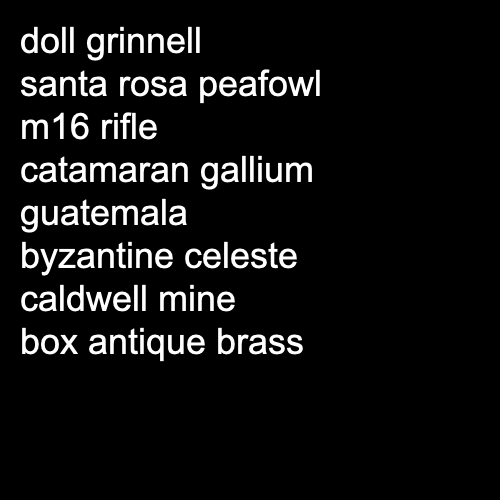 doll grinnell
santa rosa peafowl
m16 rifle
catamaran gallium
guatemala
byzantine celeste
caldwell mine
box antique brass